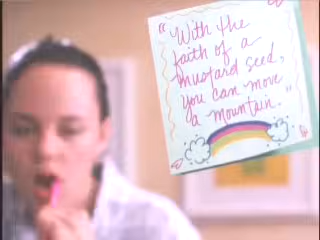 "With the
faith of a
mustard seed,
you can move
a mountain."